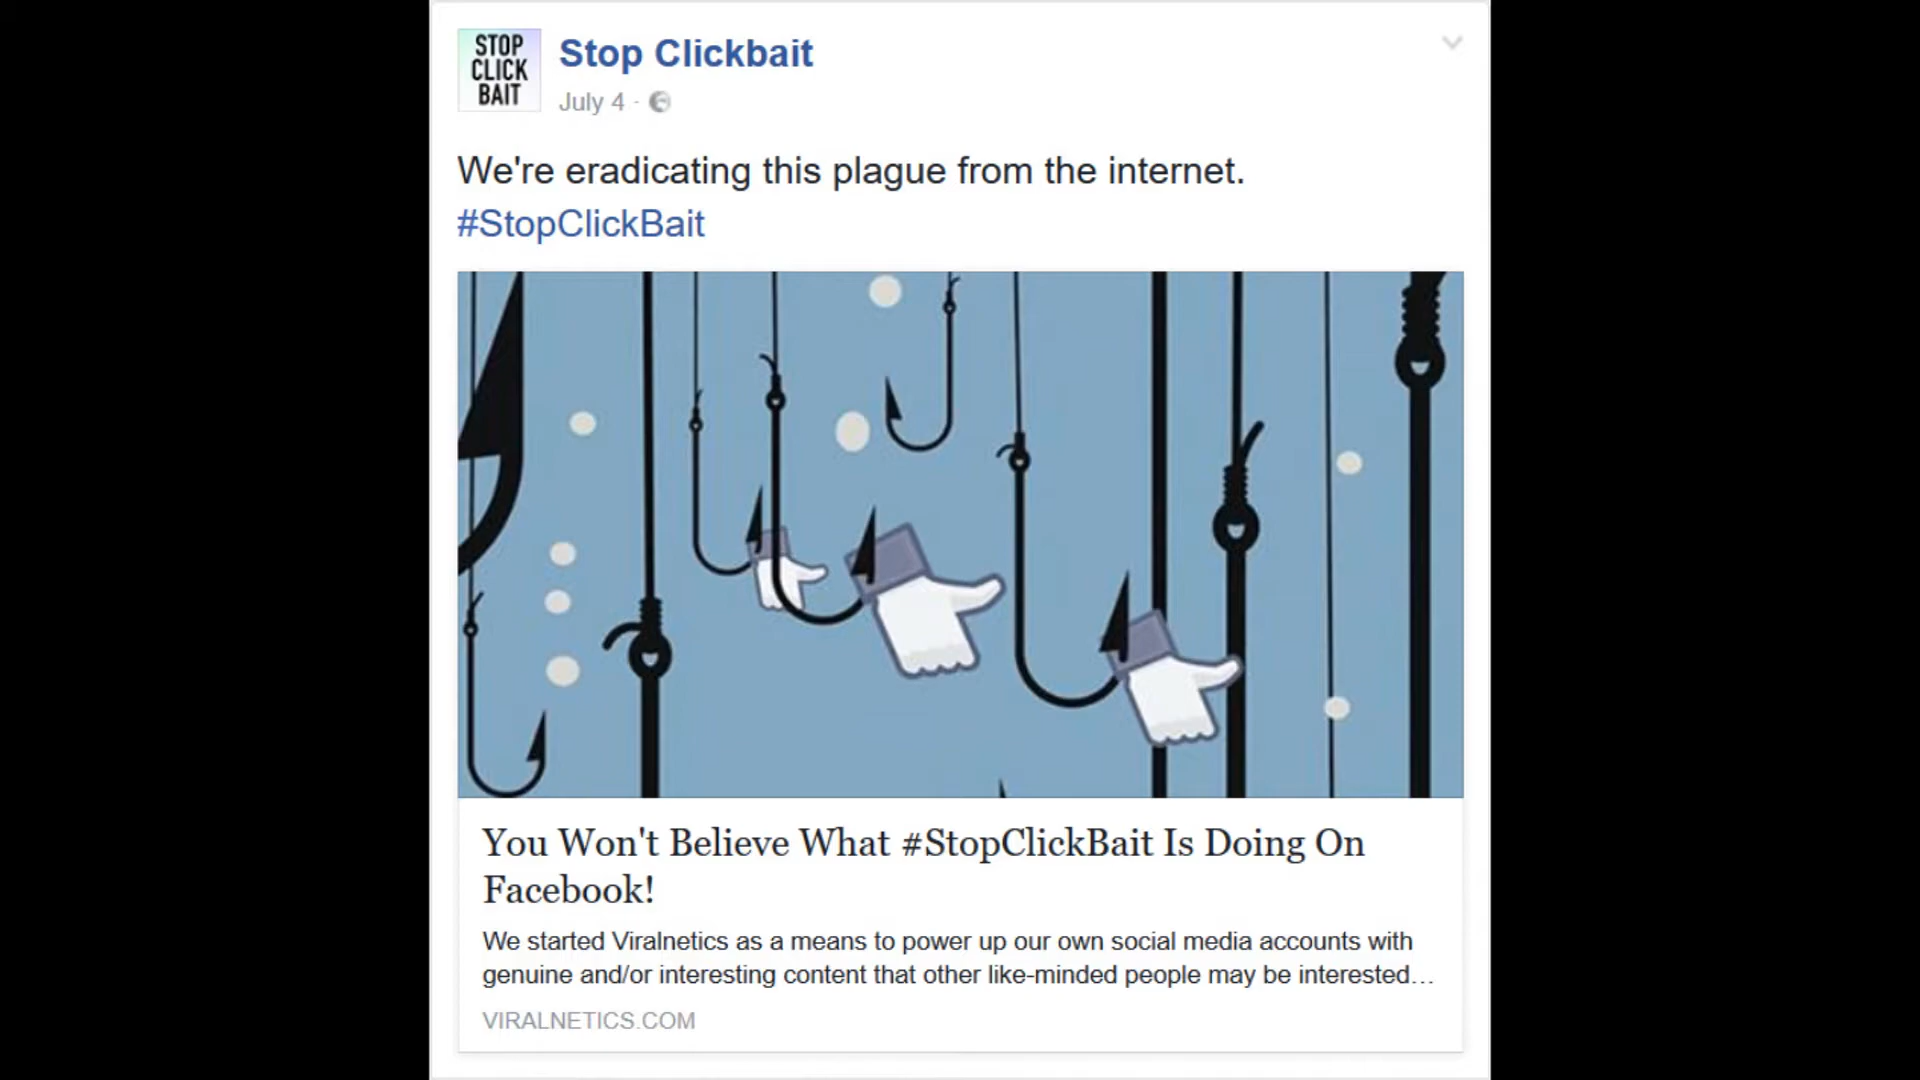 STOP
CLICK
BAIT
Stop Clickbait
July 4 ·
We're eradicating this plague from the internet.
#StopClickBait
You Won't Believe What #StopClickBait Is Doing On
Facebook!
We started Viralnetics as a means to power up our own social media accounts with
genuine and/or interesting content that other like-minded people may be interested...
VIRALNETICS.COM